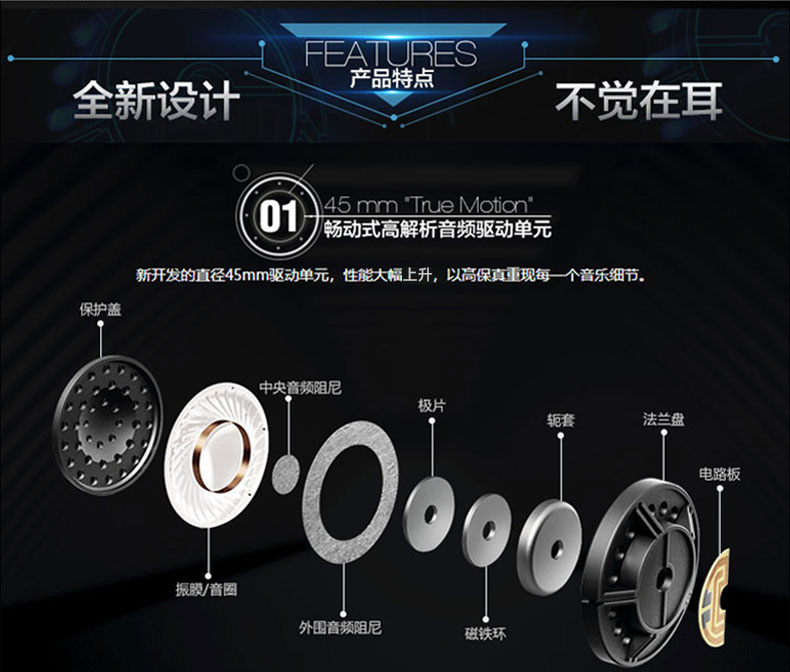 FEATURES
产品特点
全新设计
不觉在耳
01
45 mm "True Motion"
畅动式高解析音频驱动单元
新开发的直径45mm驱动单元，性能大幅上升，以高保真重现每一个音乐细节。
保护盖
中央音频阻尼
极片
轭套
法兰盘
电路板
振膜/音圈
外围音频阻尼
磁铁环